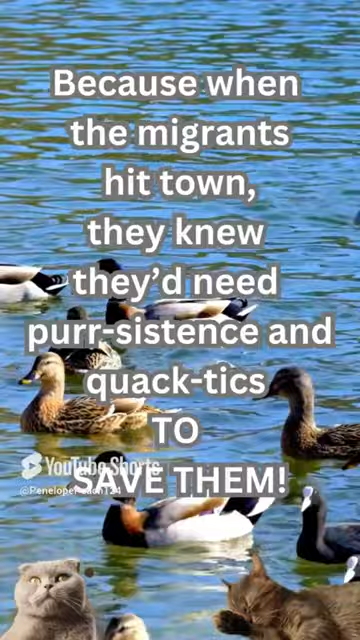 Because when
the migrants
hit town,
they knew
they'd need
purr-sistence and
quack-tics
TO
SAVE THEM!
YouTube Shorts